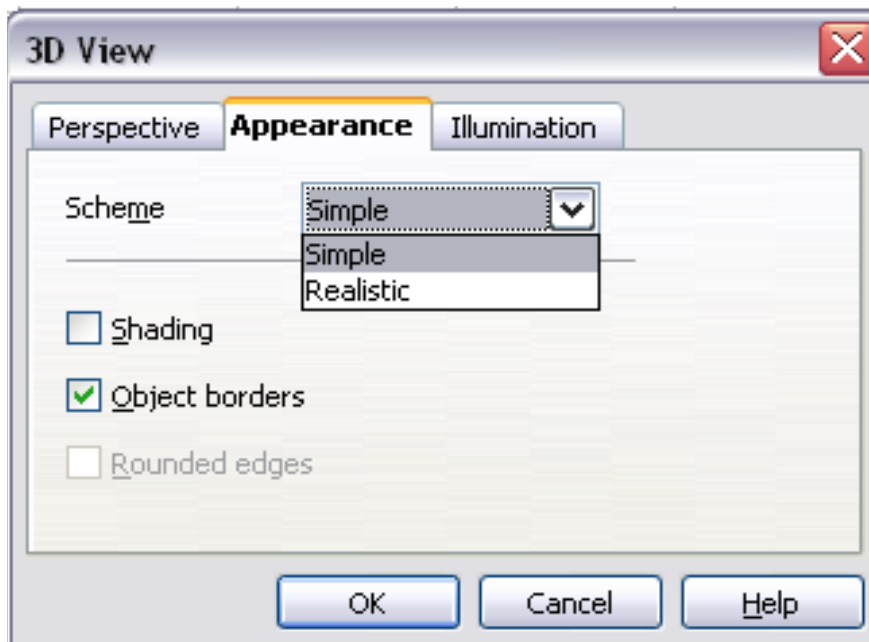 3D View
Perspective Appearance Illumination
Scheme Simple
Simple
Realistic
Shading
Object borders
Rounded edges
OK Cancel Help